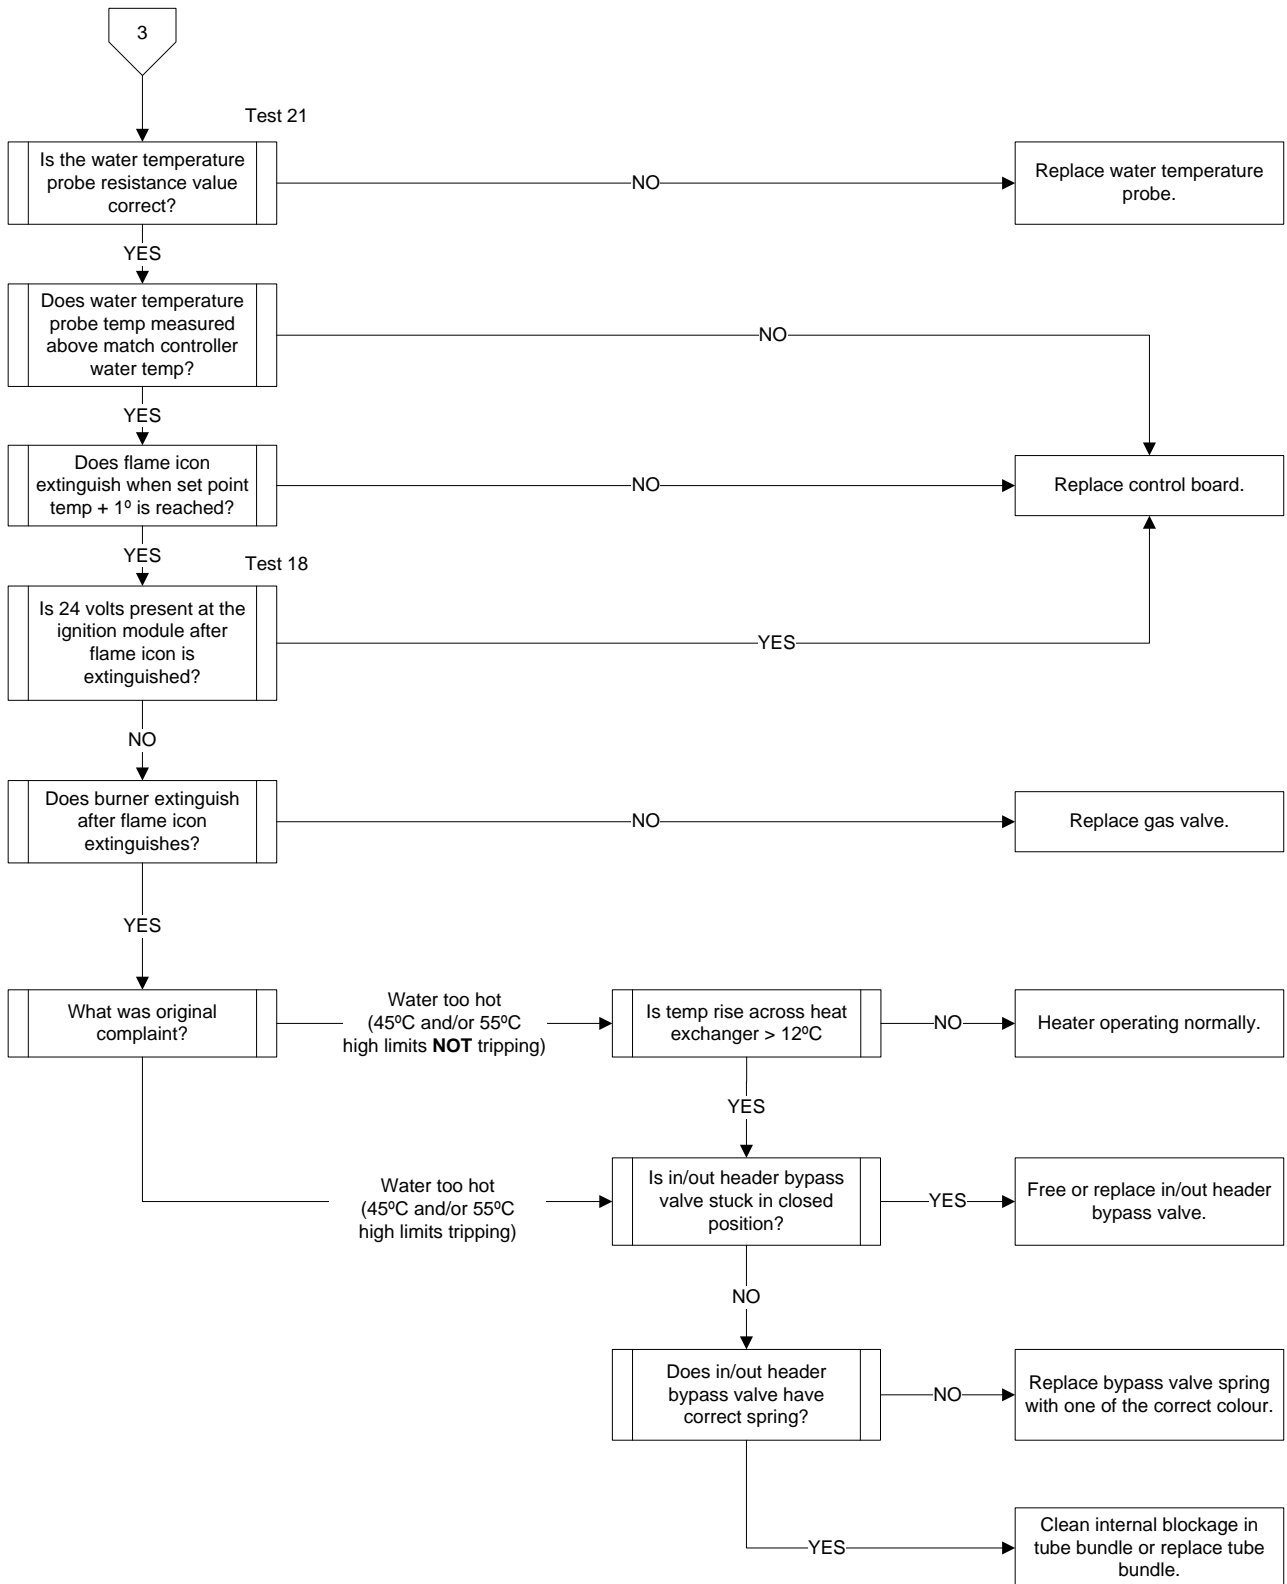 3
Test 21
Is the water temperature
probe resistance value
correct?
NO
Replace water temperature
probe.
YES
Does water temperature
probe temp measured
above match controller
water temp?
NO
YES
Does flame icon
extinguish when set point
temp + 1º is reached?
NO
Replace control board.
YES
Test 18
Is 24 volts present at the
ignition module after
flame icon is
extinguished?
YES
NO
Does burner extinguish
after flame icon
extinguishes?
NO
Replace gas valve.
YES
What was original
complaint?
Water too hot
(45ºC and/or 55ºC
high limits NOT tripping)
Is temp rise across heat
exchanger > 12ºC
NO
Heater operating normally.
YES
Water too hot
(45ºC and/or 55ºC
high limits tripping)
Is in/out header bypass
valve stuck in closed
position?
YES
Free or replace in/out header
bypass valve.
NO
Does in/out header
bypass valve have
correct spring?
NO
Replace bypass valve spring
with one of the correct colour.
YES
Clean internal blockage in
tube bundle or replace tube
bundle.